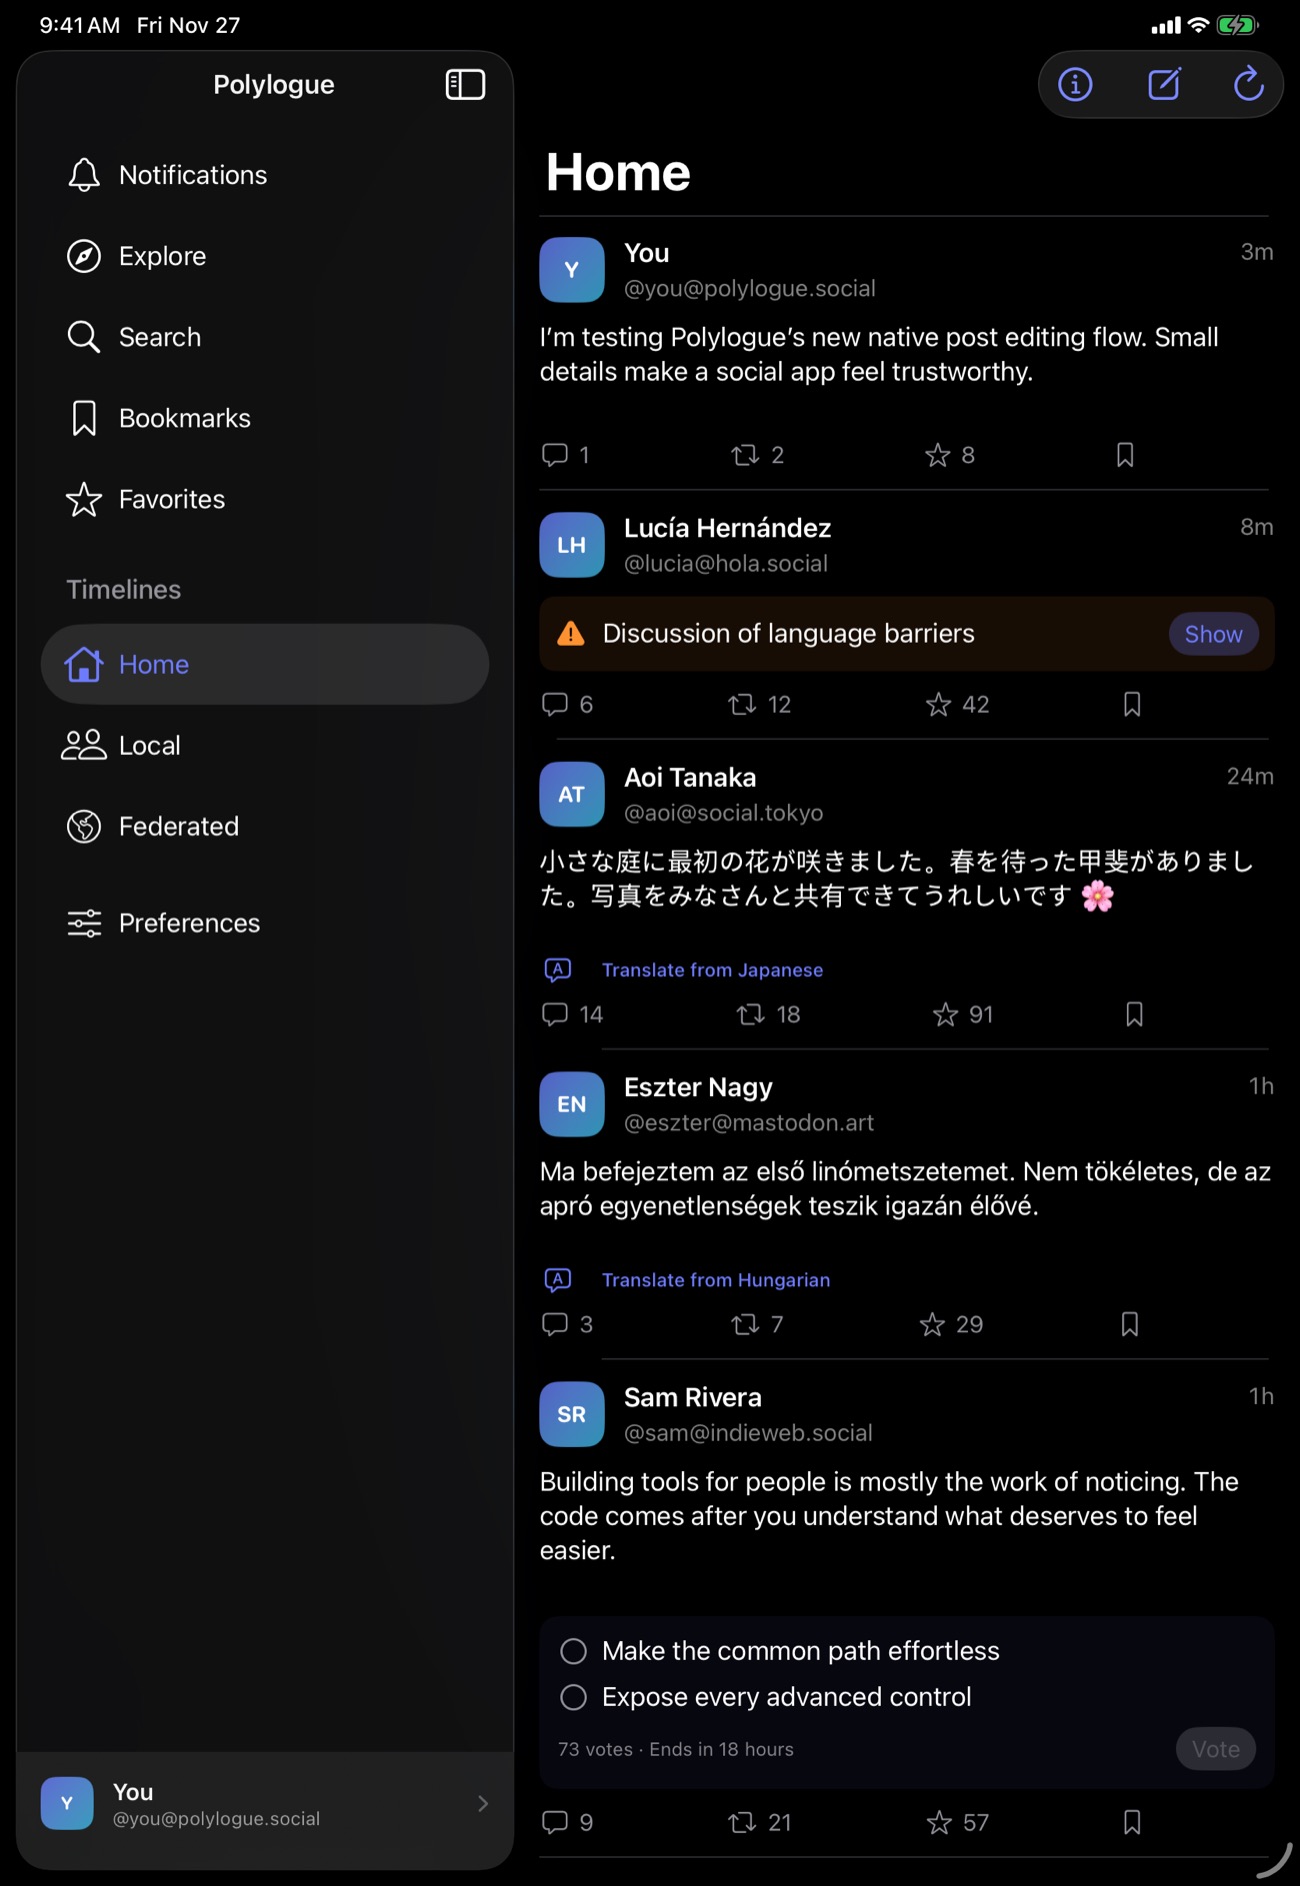 9:41 AM Fri Nov 27
Polylogue
Notifications
Explore
Search
Bookmarks
Favorites
Timelines
Home
Local
Federated
Preferences
Y
You
@you@polylogue.social
Home
Y
You
3m
@you@polylogue.social
I’m testing Polylogue’s new native post editing flow. Small
details make a social app feel trustworthy.
1 2 8
LH
Lucía Hernández
8m
@lucia@hola.social
Discussion of language barriers
Show
6 12 42
AT
Aoi Tanaka
24m
@aoi@social.tokyo
小さな庭に最初の花が咲きました。春を待った甲斐がありまし
た。写真をみなさんと共有できてうれしいです 🌸
Translate from Japanese
14 18 91
EN
Eszter Nagy
1h
@eszter@mastodon.art
Ma befejeztem az első linómetszetemet. Nem tökéletes, de az
apró egyenetlenségek teszik igazán élővé.
Translate from Hungarian
3 7 29
SR
Sam Rivera
1h
@sam@indieweb.social
Building tools for people is mostly the work of noticing. The
code comes after you understand what deserves to feel
easier.
Make the common path effortless
Expose every advanced control
73 votes · Ends in 18 hours
Vote
9 21 57